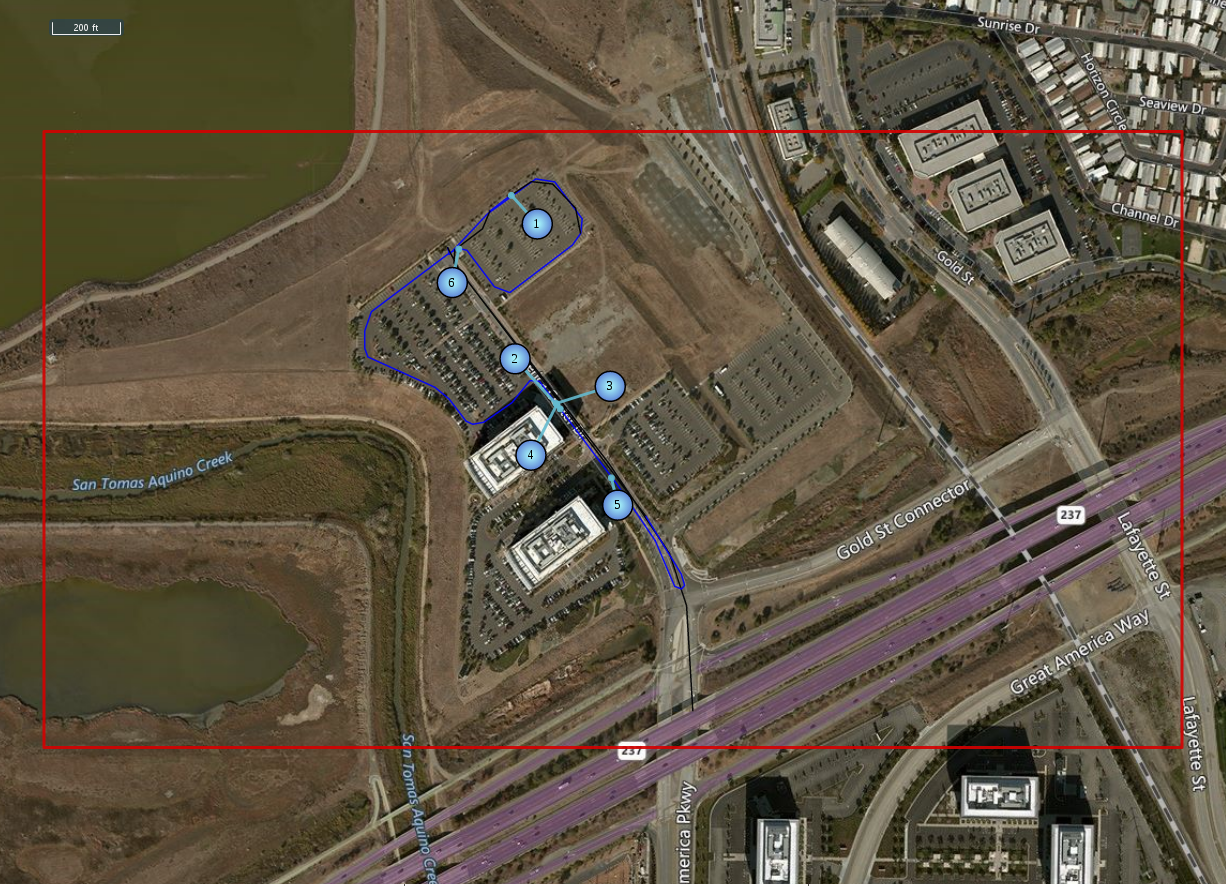 200 ft
Sunrise Dr
Horizon Circle
Seaview Dr
Channel Dr
Gold St
1
6
2
3
4
5
San Tomas Aquino Creek
Gold St Connector
237
Lafayette St
Great America Way
Lafayette St
237
San Tomas Aquino Cree
merica Pkwy